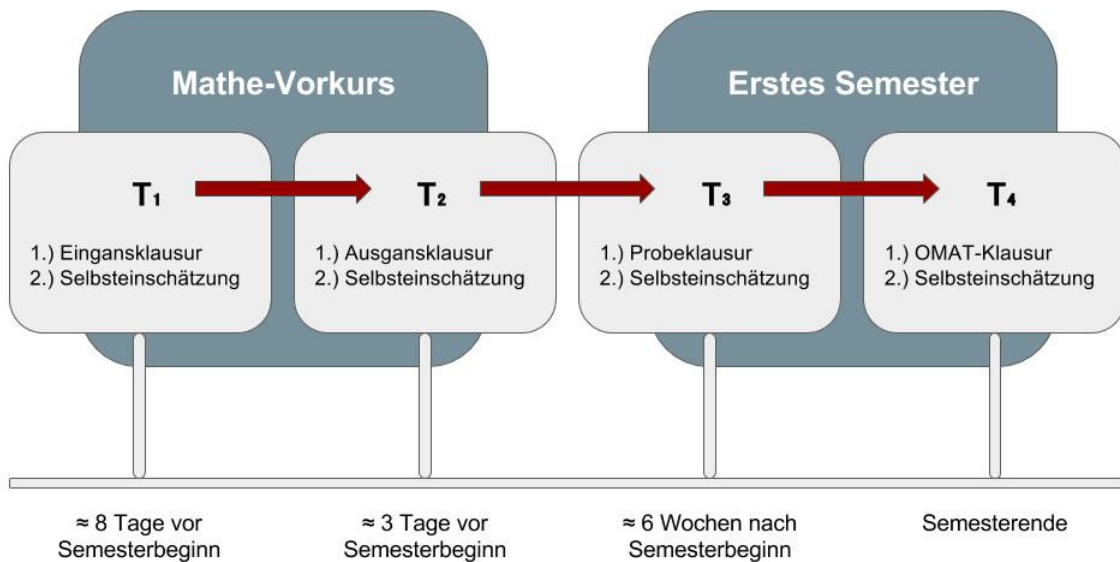 Mathe-Vorkurs
Erstes Semester
T1
1.) Eingansklausur
2.) Selbsteinschätzung
T2
1.) Ausgansklausur
2.) Selbsteinschätzung
T3
1.) Probeklausur
2.) Selbsteinschätzung
T4
1.) OMAT-Klausur
2.) Selbsteinschätzung
≈ 8 Tage vor
Semesterbeginn
≈ 3 Tage vor
Semesterbeginn
≈ 6 Wochen nach
Semesterbeginn
Semesterende